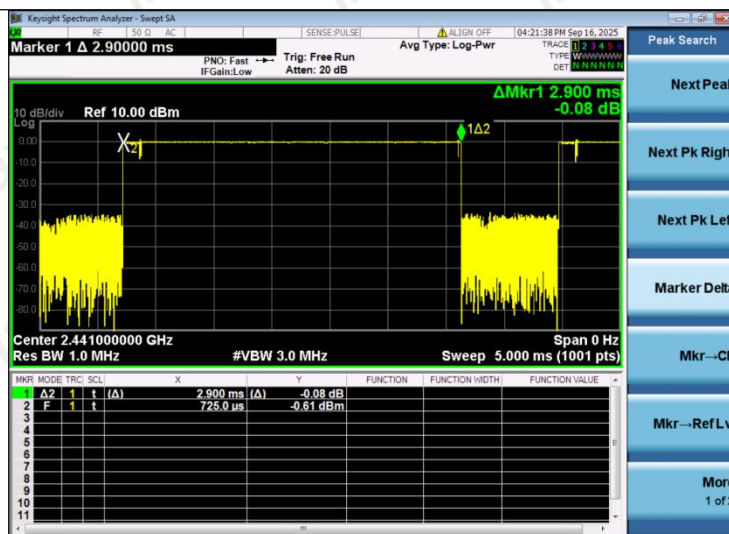 Keysight Spectrum Analyzer - Swept SA
LXI RF 50 Ω AC SENSE:PULSE ALIGN OFF 04:21:38 PM Sep 16, 2025
Marker 1 Δ 2.90000 ms
PNO: Fast
IFGain:Low
Trig: Free Run
Atten: 20 dB
Avg Type: Log-Pwr
TRACE 1 2 3 4 5 6
TYPE WWWWWW
DET N N N N N N
ΔMkr1 2.900 ms
-0.08 dB
10 dB/div Ref 10.00 dBm
Log
0.00
-10.0
-20.0
-30.0
-40.0
-50.0
-60.0
-70.0
-80.0
X2
1Δ2
Center 2.441000000 GHz Span 0 Hz
Res BW 1.0 MHz #VBW 3.0 MHz Sweep 5.000 ms (1001 pts)
MKR MODE TRC SCL X Y FUNCTION FUNCTION WIDTH FUNCTION VALUE
1 Δ2 1 t (Δ) 2.900 ms (Δ) -0.08 dB
2 F 1 t 725.0 µs -0.61 dBm
3
4
5
6
7
8
9
10
11
Peak Search
Next Peak
Next Pk Righ
Next Pk Lef
Marker Delta
Mkr→C
Mkr→Ref Lv
More
1 of 2